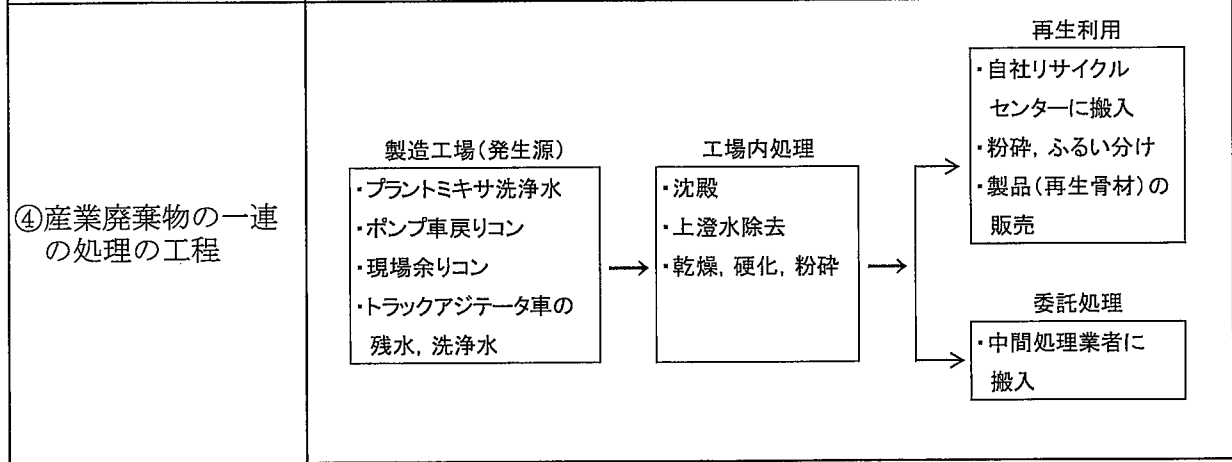 ④産業廃棄物の一連
の処理の工程
製造工場(発生源)
・プラントミキサ洗浄水
・ポンプ車戻りコン
・現場余りコン
・トラックアジテータ車の
残水, 洗浄水
工場内処理
・沈殿
・上澄水除去
・乾燥, 硬化, 粉砕
再生利用
・自社リサイクル
センターに搬入
・粉砕, ふるい分け
・製品(再生骨材)の
販売
委託処理
・中間処理業者に
搬入